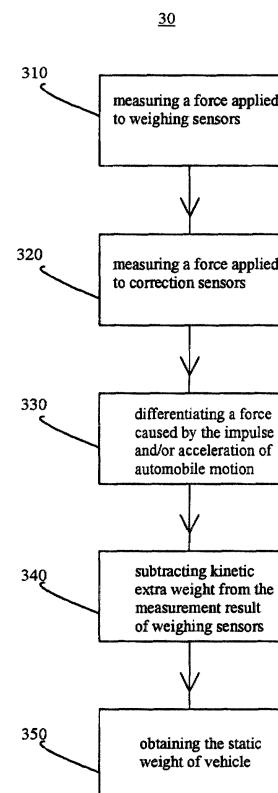 30
310
measuring a force applied
to weighing sensors
320
measuring a force applied
to correction sensors
330
differentiating a force
caused by the impulse
and/or acceleration of
automobile motion
340
subtracting kinetic
extra weight from the
measurement result
of weighing sensors
350
obtaining the static
weight of vehicle